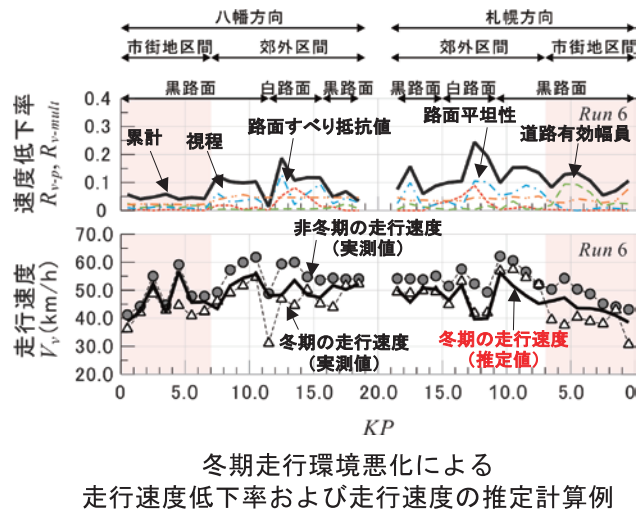 八幡方向 札幌方向
市街地区間 郊外区間 郊外区間 市街地区間
黒路面 白路面 黒路面 黒路面 白路面 黒路面
速度低下率
Rv-p, Rv-mult
0.4
0.3
0.2
0.1
0
Run 6
累計 視程 路面すべり抵抗値 路面平坦性 道路有効幅員
走行速度
Vv(km/h)
70.0
60.0
50.0
40.0
30.0
20.0
Run 6
非冬期の走行速度
(実測値)
冬期の走行速度
(実測値)
冬期の走行速度
(推定値)
0 5.0 10.0 15.0 20.0 15.0 10.0 5.0 0
KP
冬期走行環境悪化による
走行速度低下率および走行速度の推定計算例